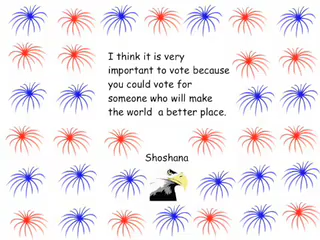 I think it is very
important to vote because
you could vote for
someone who will make
the world a better place.
Shoshana